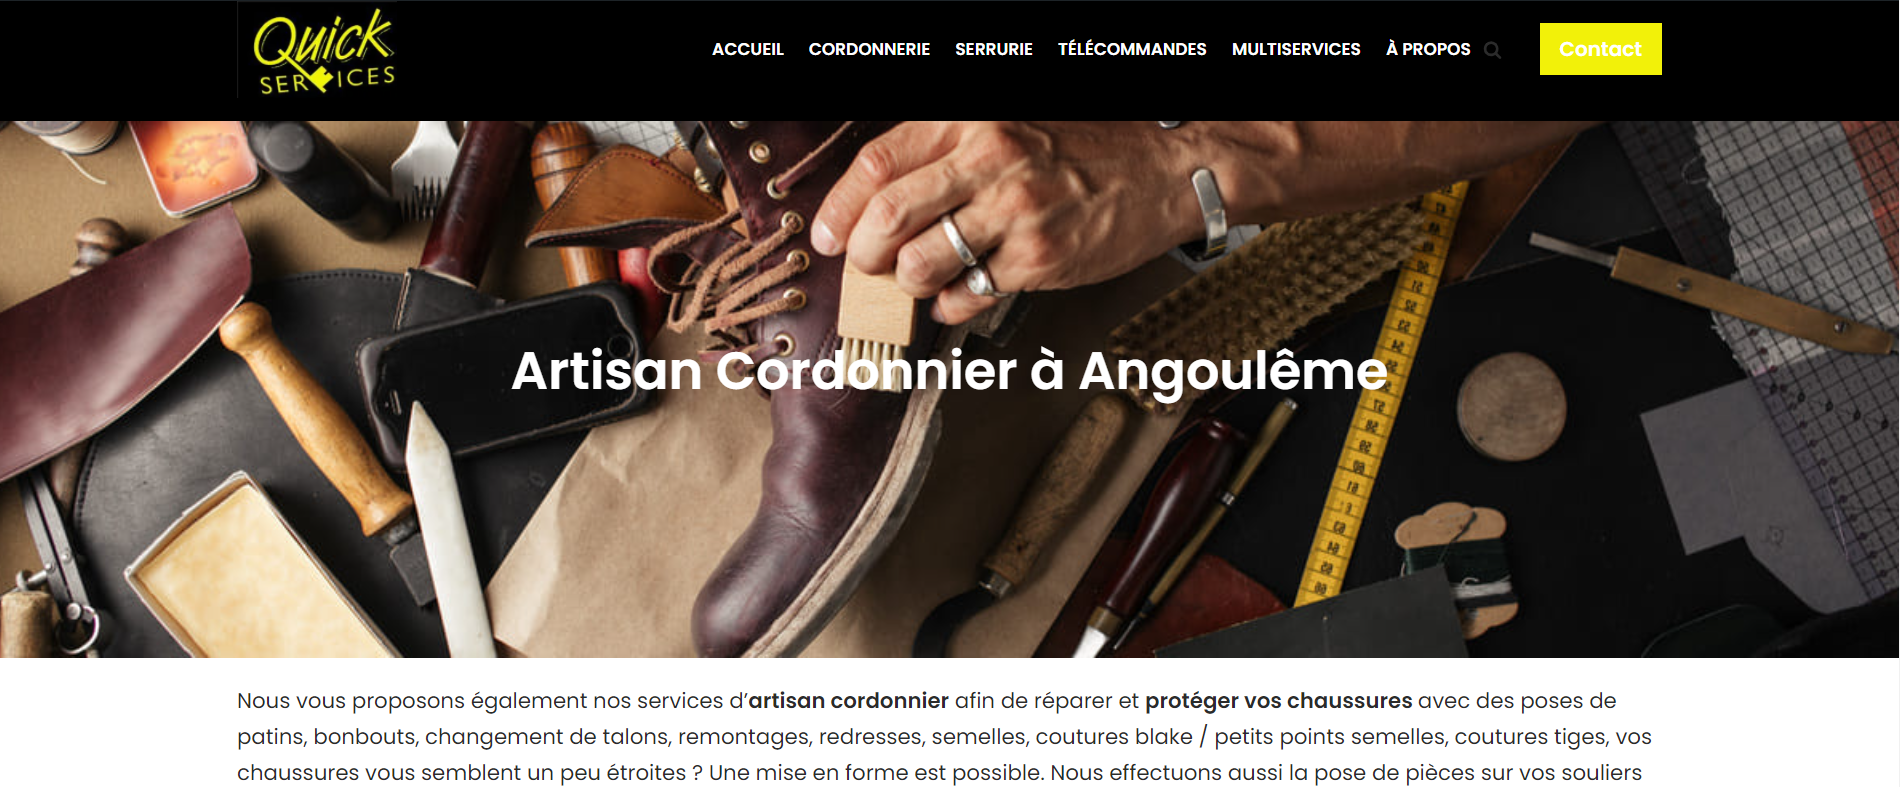 Quick
SERVICES
ACCUEIL CORDONNERIE SERRURIE TÉLÉCOMMANDES MULTISERVICES À PROPOS Contact
Artisan Cordonnier à Angoulême
Nous vous proposons également nos services d’artisan cordonnier afin de réparer et protéger vos chaussures avec des poses de
patins, bonbouts, changement de talons, remontages, redresses, semelles, coutures blake / petits points semelles, coutures tiges, vos
chaussures vous semblent un peu étroites ? Une mise en forme est possible. Nous effectuons aussi la pose de pièces sur vos souliers